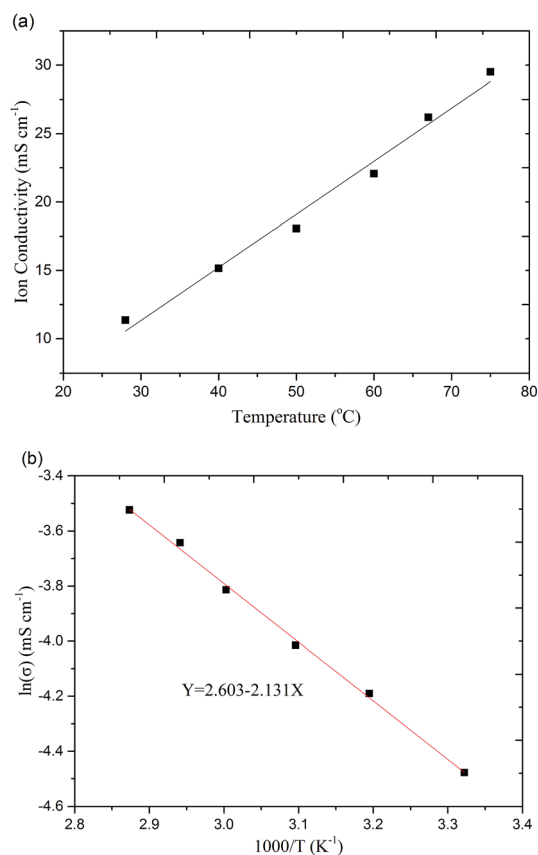 (a)
30
25
20
15
10
Ion Conductivity (mS cm⁻¹)
20 30 40 50 60 70 80
Temperature (°C)
(b)
-3.4
-3.6
-3.8
-4.0
-4.2
-4.4
-4.6
ln(σ) (mS cm⁻¹)
Y=2.603-2.131X
2.8 2.9 3.0 3.1 3.2 3.3 3.4
1000/T (K⁻¹)